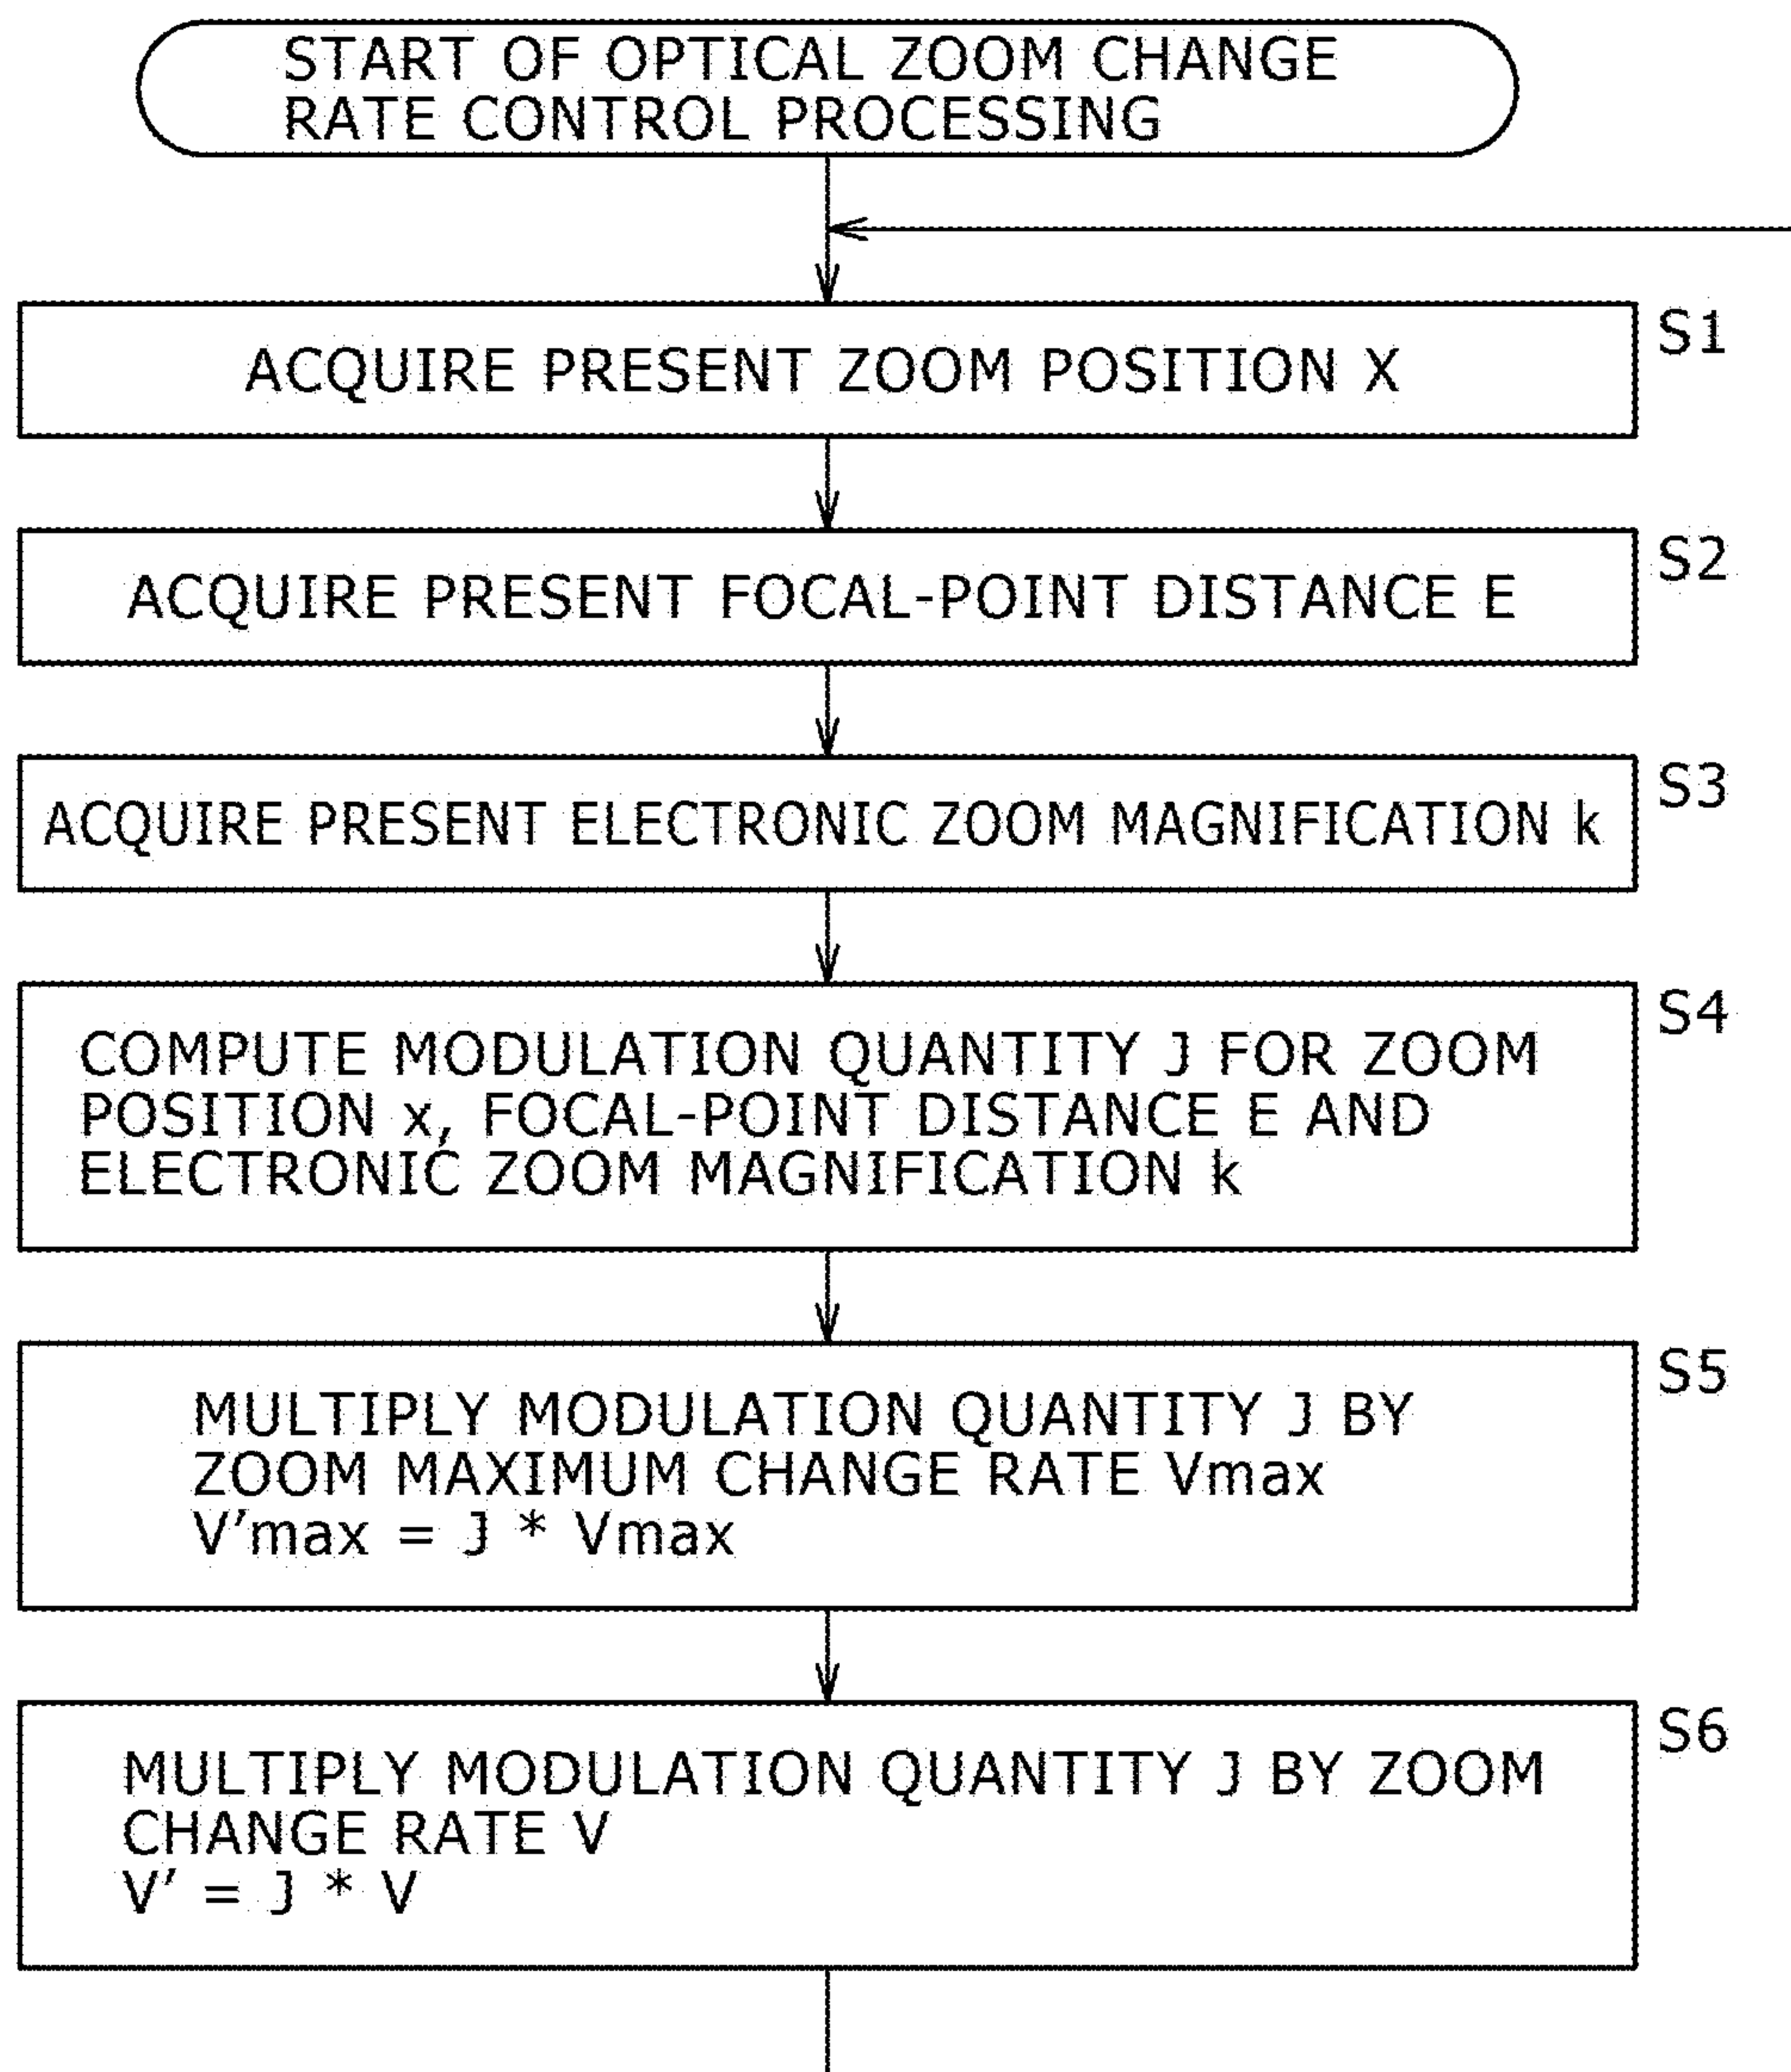 START OF OPTICAL ZOOM CHANGE
RATE CONTROL PROCESSING
S1
ACQUIRE PRESENT ZOOM POSITION X
S2
ACQUIRE PRESENT FOCAL-POINT DISTANCE E
S3
ACQUIRE PRESENT ELECTRONIC ZOOM MAGNIFICATION k
S4
COMPUTE MODULATION QUANTITY J FOR ZOOM
POSITION x, FOCAL-POINT DISTANCE E AND
ELECTRONIC ZOOM MAGNIFICATION k
S5
MULTIPLY MODULATION QUANTITY J BY
ZOOM MAXIMUM CHANGE RATE Vmax
V'max = J * Vmax
S6
MULTIPLY MODULATION QUANTITY J BY ZOOM
CHANGE RATE V
V' = J * V